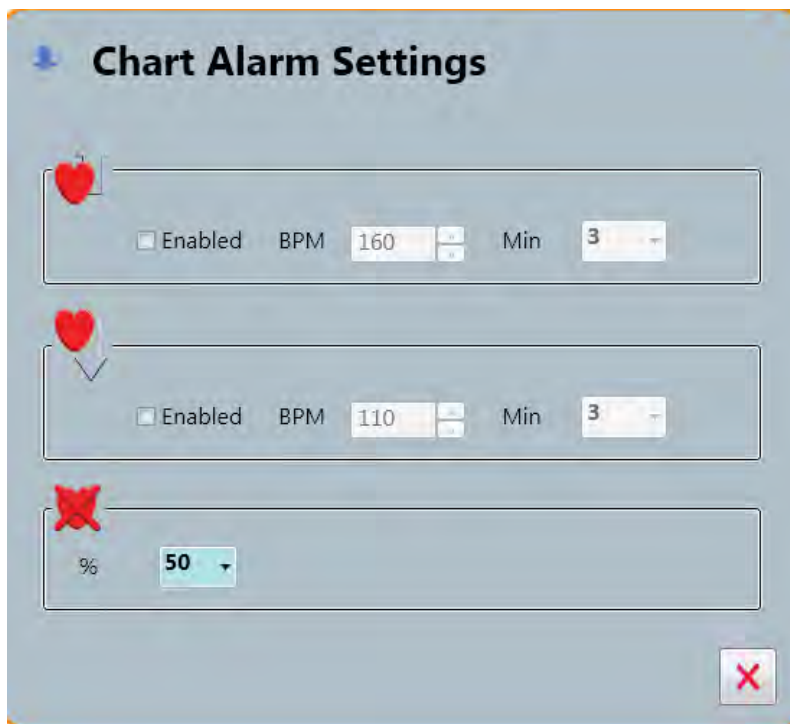 Chart Alarm Settings
Enabled BPM 160 Min 3
Enabled BPM 110 Min 3
% 50